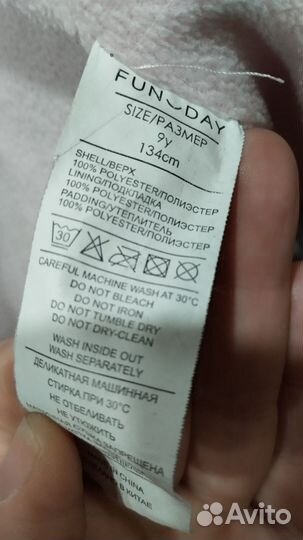 FUN DAY
SIZE/РАЗМЕР
9y
134cm
SHELL/ВЕРХ
100% POLYESTER/ПОЛИЭСТЕР
LINING/ПОДКЛАДКА
100% POLYESTER/ПОЛИЭСТЕР
PADDING/УТЕПЛИТЕЛЬ
100% POLYESTER/ПОЛИЭСТЕР
30
CAREFUL MACHINE WASH AT 30°C
DO NOT BLEACH
DO NOT IRON
DO NOT TUMBLE DRY
DO NOT DRY-CLEAN
WASH INSIDE OUT
WASH SEPARATELY
ДЕЛИКАТНАЯ МАШИННАЯ
СТИРКА ПРИ 30°C
НЕ ОТБЕЛИВАТЬ
НЕ УТЮЖИТЬ
ЗАПРЕЩЕНА
CHINA
В КИТАЕ
Avito